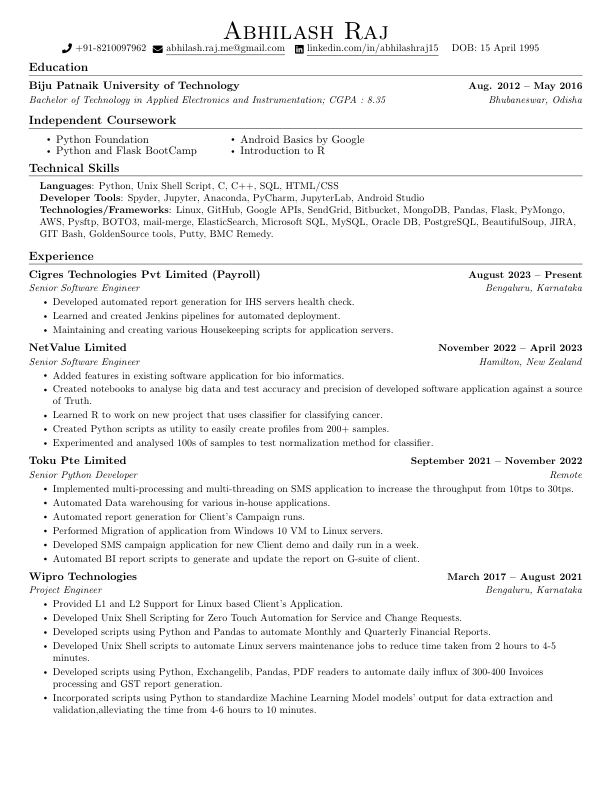 Abhilash Raj
+91-8210097962 abhilash.raj.me@gmail.com linkedin.com/in/abhilashraj15 DOB: 15 April 1995
Education
Biju Patnaik University of Technology Aug. 2012 – May 2016
Bachelor of Technology in Applied Electronics and Instrumentation; CGPA : 8.35 Bhubaneswar, Odisha
Independent Coursework
• Python Foundation • Android Basics by Google
• Python and Flask BootCamp • Introduction to R
Technical Skills
Languages: Python, Unix Shell Script, C, C++, SQL, HTML/CSS
Developer Tools: Spyder, Jupyter, Anaconda, PyCharm, JupyterLab, Android Studio
Technologies/Frameworks: Linux, GitHub, Google APIs, SendGrid, Bitbucket, MongoDB, Pandas, Flask, PyMongo,
AWS, Pysftp, BOTO3, mail-merge, ElasticSearch, Microsoft SQL, MySQL, Oracle DB, PostgreSQL, BeautifulSoup, JIRA,
GIT Bash, GoldenSource tools, Putty, BMC Remedy.
Experience
Cigres Technologies Pvt Limited (Payroll) August 2023 – Present
Senior Software Engineer Bengaluru, Karnataka
• Developed automated report generation for IHS servers health check.
• Learned and created Jenkins pipelines for automated deployment.
• Maintaining and creating various Housekeeping scripts for application servers.
NetValue Limited November 2022 – April 2023
Senior Software Engineer Hamilton, New Zealand
• Added features in existing software application for bio informatics.
• Created notebooks to analyse big data and test accuracy and precision of developed software application against a source
of Truth.
• Learned R to work on new project that uses classifier for classifying cancer.
• Created Python scripts as utility to easily create profiles from 200+ samples.
• Experimented and analysed 100s of samples to test normalization method for classifier.
Toku Pte Limited September 2021 – November 2022
Senior Python Developer Remote
• Implemented multi-processing and multi-threading on SMS application to increase the throughput from 10tps to 30tps.
• Automated Data warehousing for various in-house applications.
• Automated report generation for Client's Campaign runs.
• Performed Migration of application from Windows 10 VM to Linux servers.
• Developed SMS campaign application for new Client demo and daily run in a week.
• Automated BI report scripts to generate and update the report on G-suite of client.
Wipro Technologies March 2017 – August 2021
Project Engineer Bengaluru, Karnataka
• Provided L1 and L2 Support for Linux based Client's Application.
• Developed Unix Shell Scripting for Zero Touch Automation for Service and Change Requests.
• Developed scripts using Python and Pandas to automate Monthly and Quarterly Financial Reports.
• Developed Unix Shell scripts to automate Linux servers maintenance jobs to reduce time taken from 2 hours to 4-5
minutes.
• Developed scripts using Python, Exchangelib, Pandas, PDF readers to automate daily influx of 300-400 Invoices
processing and GST report generation.
• Incorporated scripts using Python to standardize Machine Learning Model models' output for data extraction and
validation,alleviating the time from 4-6 hours to 10 minutes.